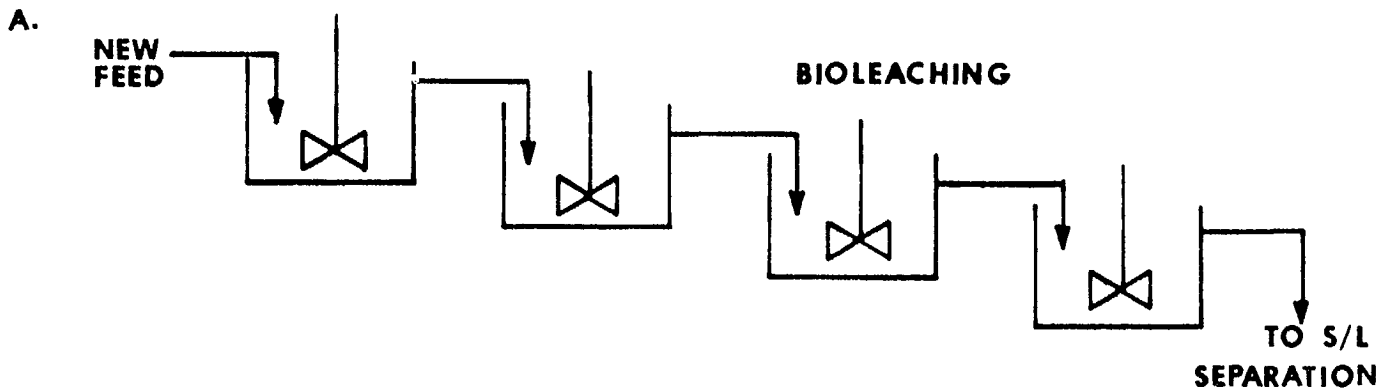 A.
NEW
FEED
BIOLEACHING
TO S/L
SEPARATION